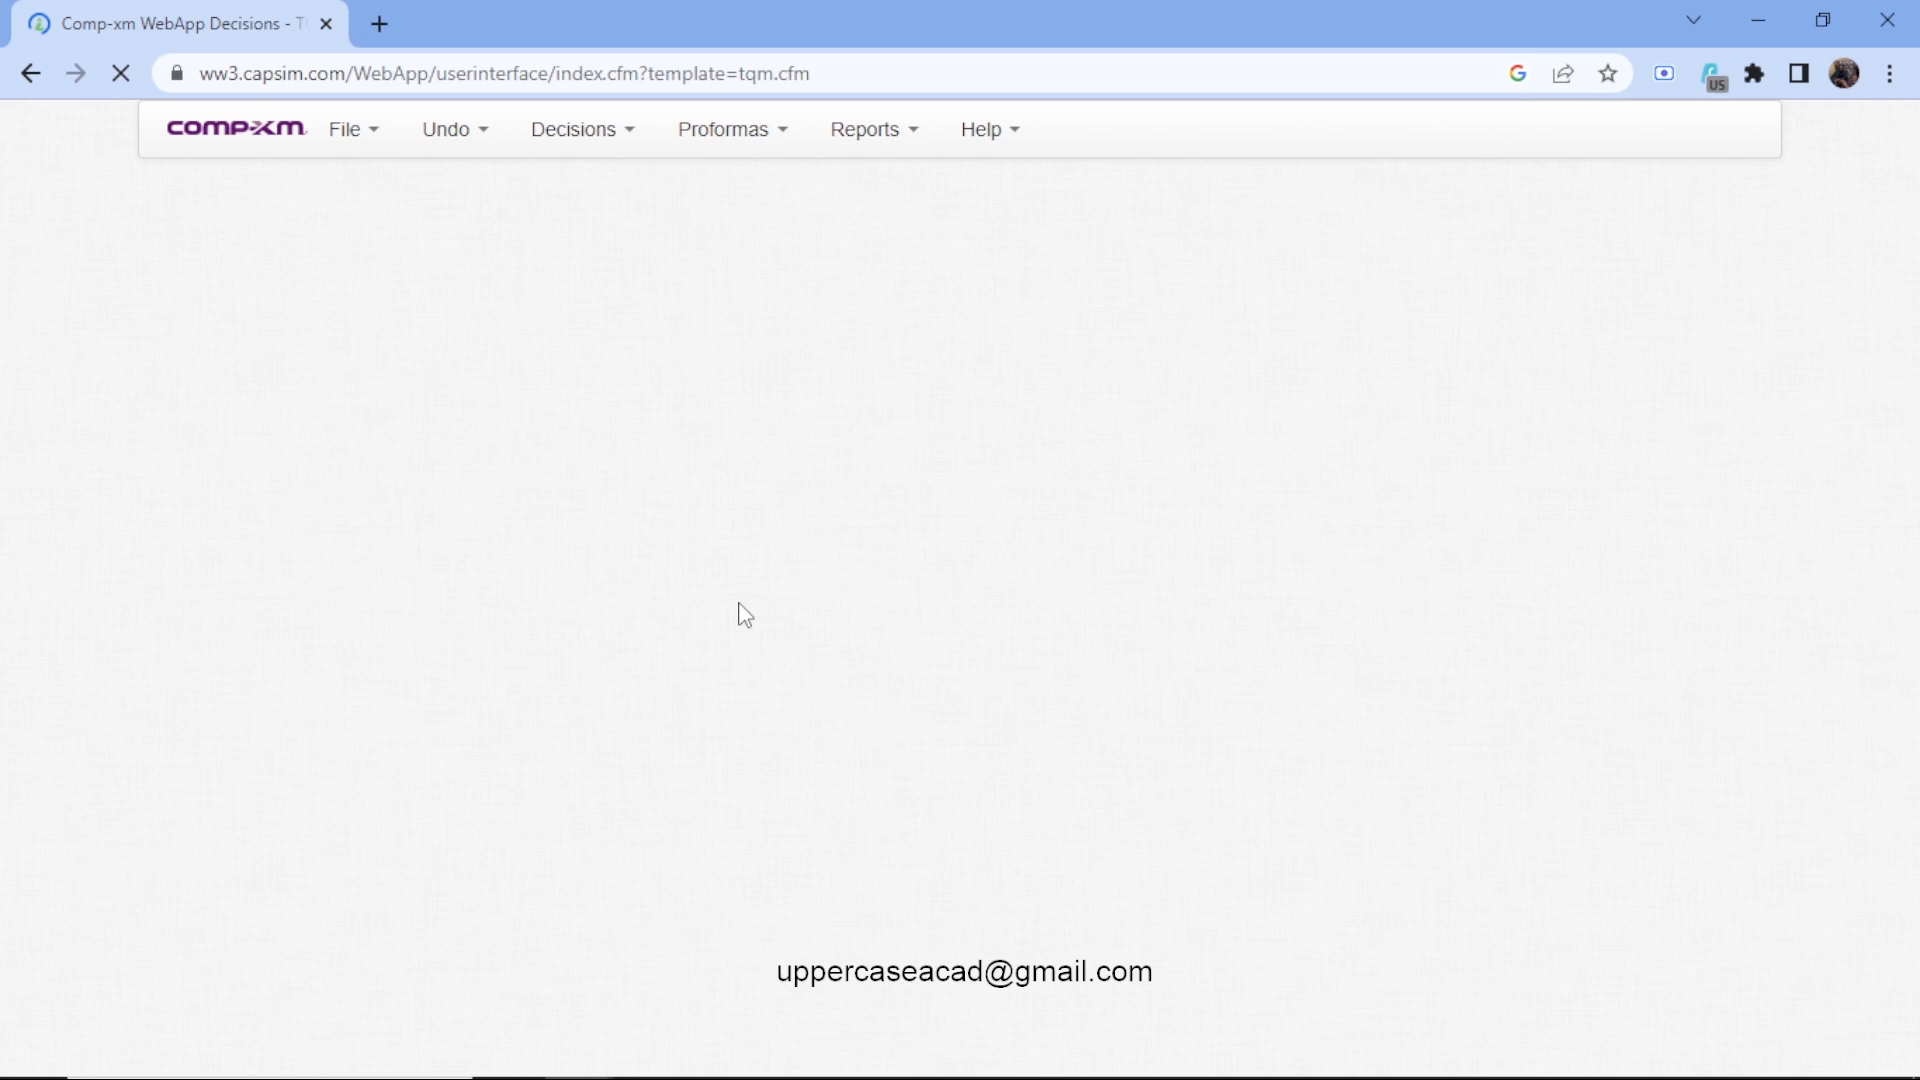 Comp-xm WebApp Decisions - T
ww3.capsim.com/WebApp/userinterface/index.cfm?template=tqm.cfm
US
COMP-XM File Undo Decisions Proformas Reports Help
uppercaseacad@gmail.com